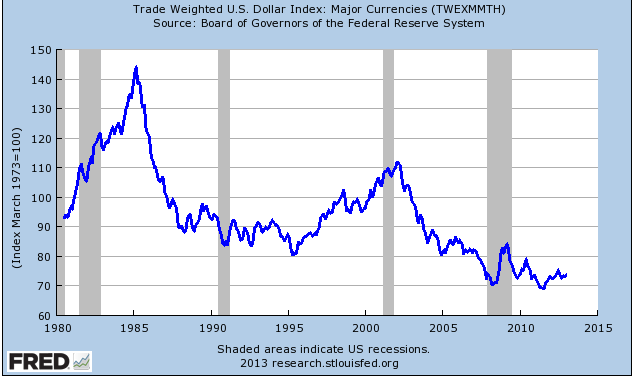 Trade Weighted U.S. Dollar Index: Major Currencies (TWEXMMTH)
Source: Board of Governors of the Federal Reserve System
(Index March 1973=100)
150
140
130
120
110
100
90
80
70
60
1980 1985 1990 1995 2000 2005 2010 2015
Shaded areas indicate US recessions.
2013 research.stlouisfed.org
FRED